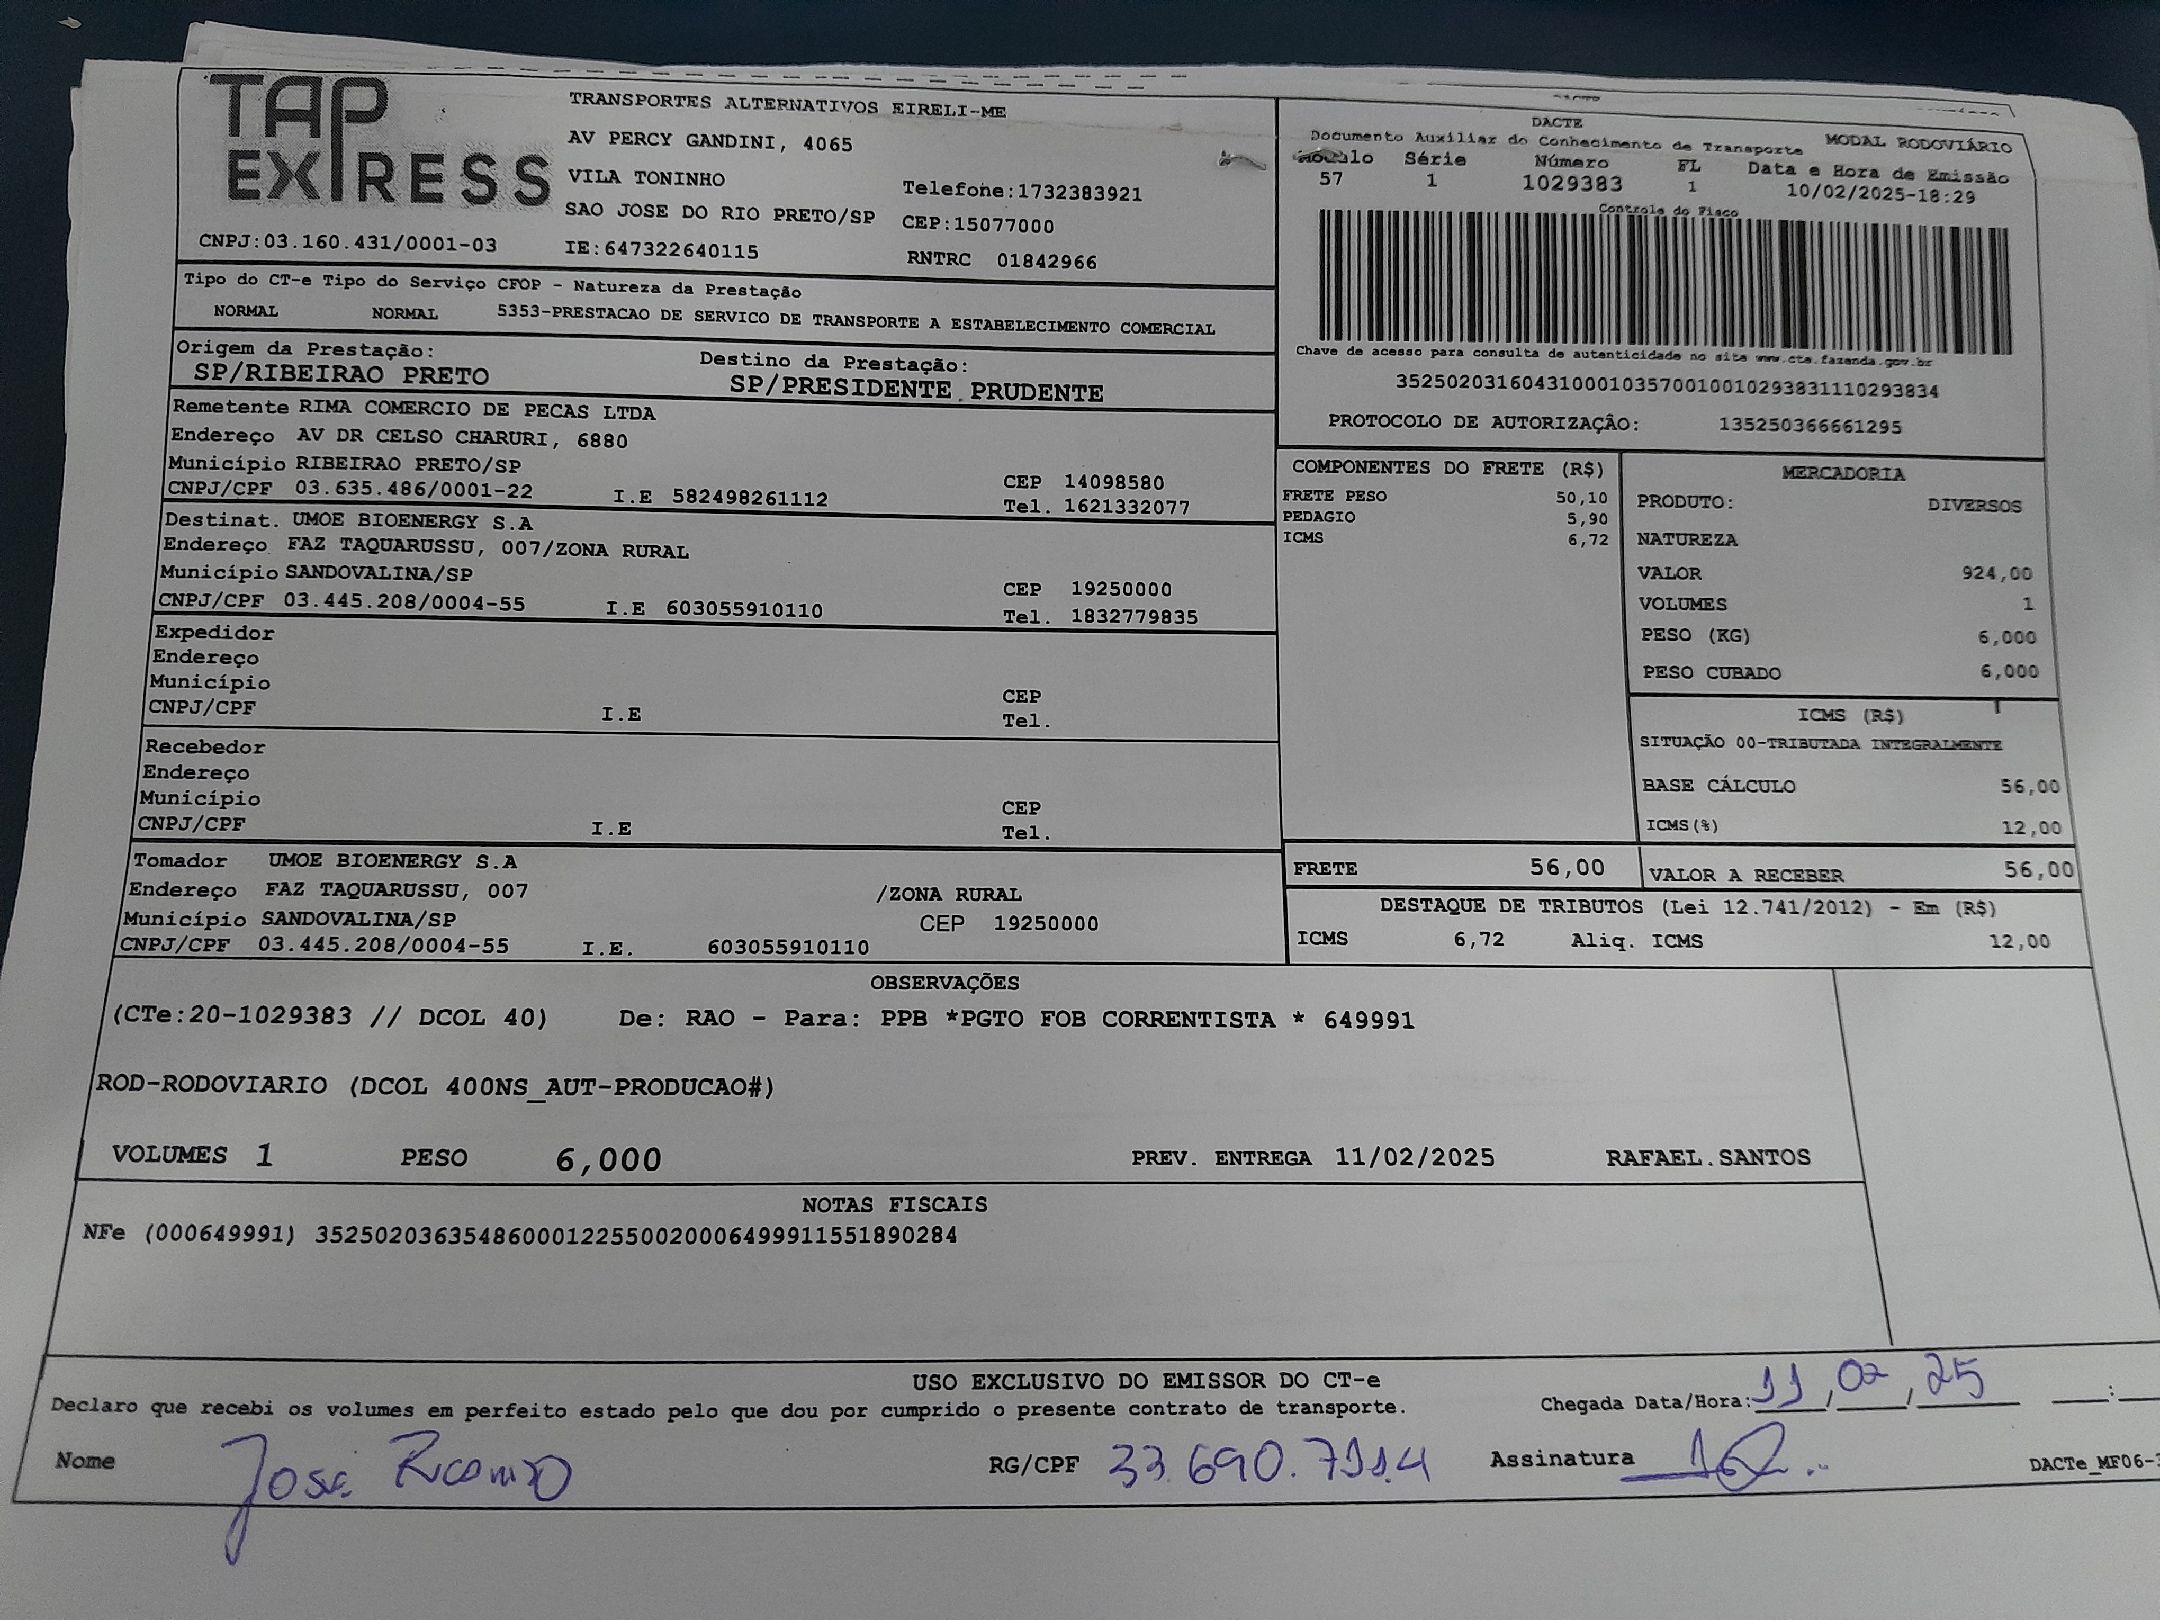 TAP
EXPRESS
TRANSPORTES ALTERNATIVOS EIRELI-ME
AV PERCY GANDINI, 4065
VILA TONINHO
Telefone:1732383921
SAO JOSE DO RIO PRETO/SP CEP:15077000
CNPJ:03.160.431/0001-03 IE:647322640115 RNTRC 01842966
DACTE
DACTE
Documento Auxiliar do Conhecimento de Transporte MODAL RODOVIÁRIO
Modelo Série Número FL Data e Hora de Emissão
57 1 1029383 1 10/02/2025-18:29
Controle do Fisco
Chave de acesso para consulta de autenticidade no site www.cte.fazenda.gov.br
35250203160431000103570010010293831110293834
PROTOCOLO DE AUTORIZAÇÃO: 135250366661295
Tipo do CT-e Tipo do Serviço CFOP - Natureza da Prestação
NORMAL NORMAL 5353-PRESTACAO DE SERVICO DE TRANSPORTE A ESTABELECIMENTO COMERCIAL
Origem da Prestação: Destino da Prestação:
SP/RIBEIRAO PRETO SP/PRESIDENTE PRUDENTE
Remetente RIMA COMERCIO DE PECAS LTDA
Endereço AV DR CELSO CHARURI, 6880
Município RIBEIRAO PRETO/SP CEP 14098580
CNPJ/CPF 03.635.486/0001-22 I.E 582498261112 Tel. 1621332077
Destinat. UMOE BIOENERGY S.A
Endereço FAZ TAQUARUSSU, 007/ZONA RURAL
Município SANDOVALINA/SP CEP 19250000
CNPJ/CPF 03.445.208/0004-55 I.E 603055910110 Tel. 1832779835
Expedidor
Endereço
Município CEP
CNPJ/CPF I.E Tel.
Recebedor
Endereço
Município CEP
CNPJ/CPF I.E Tel.
Tomador UMOE BIOENERGY S.A
Endereço FAZ TAQUARUSSU, 007 /ZONA RURAL
Município SANDOVALINA/SP CEP 19250000
CNPJ/CPF 03.445.208/0004-55 I.E. 603055910110
COMPONENTES DO FRETE (R$)
FRETE PESO 50,10
PEDAGIO 5,90
ICMS 6,72
MERCADORIA
PRODUTO: DIVERSOS
NATUREZA
VALOR 924,00
VOLUMES 1
PESO (KG) 6,000
PESO CUBADO 6,000
ICMS (R$)
SITUAÇÃO 00-TRIBUTADA INTEGRALMENTE
BASE CÁLCULO 56,00
ICMS(%) 12,00
FRETE 56,00 VALOR A RECEBER 56,00
DESTAQUE DE TRIBUTOS (Lei 12.741/2012) - Em (R$)
ICMS 6,72 Aliq. ICMS 12,00
OBSERVAÇÕES
(CTe:20-1029383 // DCOL 40) De: RAO - Para: PPB *PGTO FOB CORRENTISTA * 649991
ROD-RODOVIARIO (DCOL 400NS_AUT-PRODUCAO#)
VOLUMES 1 PESO 6,000 PREV. ENTREGA 11/02/2025 RAFAEL.SANTOS
NOTAS FISCAIS
NFe (000649991) 35250203635486000122550020006499911551890284
USO EXCLUSIVO DO EMISSOR DO CT-e
Declaro que recebi os volumes em perfeito estado pelo que dou por cumprido o presente contrato de transporte. Chegada Data/Hora: 11,02,25 :
Nome José Ricardo RG/CPF 33.690.711.4 Assinatura